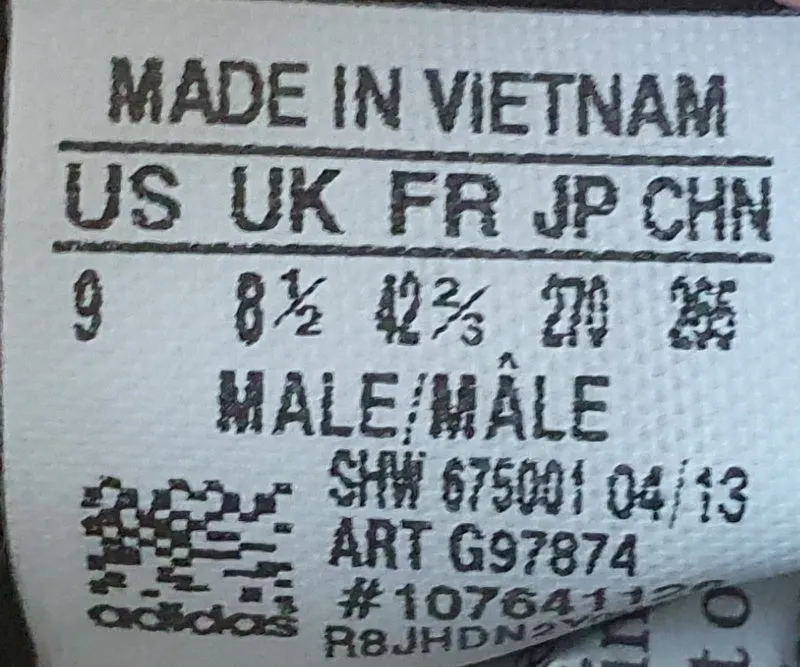 MADE IN VIETNAM
US UK FR JP CHN
9 8½ 42⅔ 270 265
MALE/MÂLE
SHW 675001 04/13
ART G97874
adidas